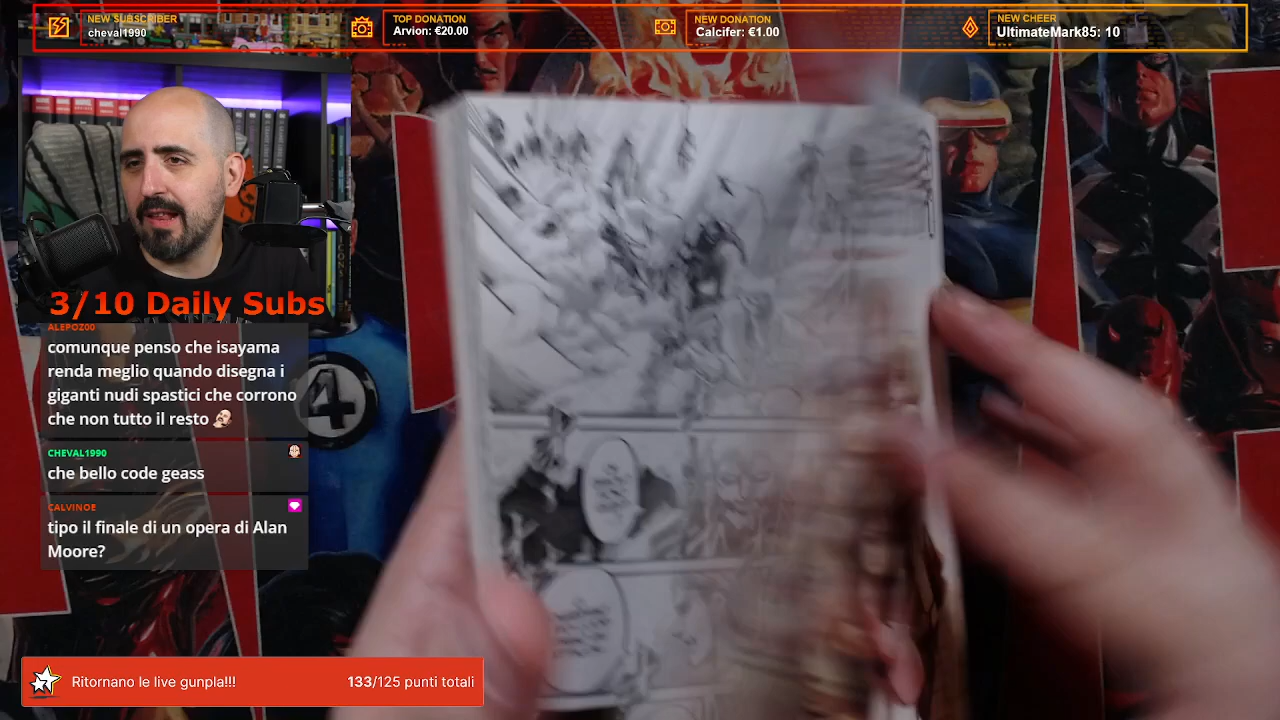 NEW SUBSCRIBER
cheval1990
TOP DONATION
Arvion: €20.00
NEW DONATION
Calcifer: €1.00
NEW CHEER
UltimateMark85: 10
3/10 Daily Subs
ALEPOZ00
comunque penso che isayama
renda meglio quando disegna i
giganti nudi spastici che corrono
che non tutto il resto
CHEVAL1990
che bello code geass
CALVINOE
tipo il finale di un opera di Alan
Moore?
4
Ritornano le live gunpla!!!
133/125 punti totali